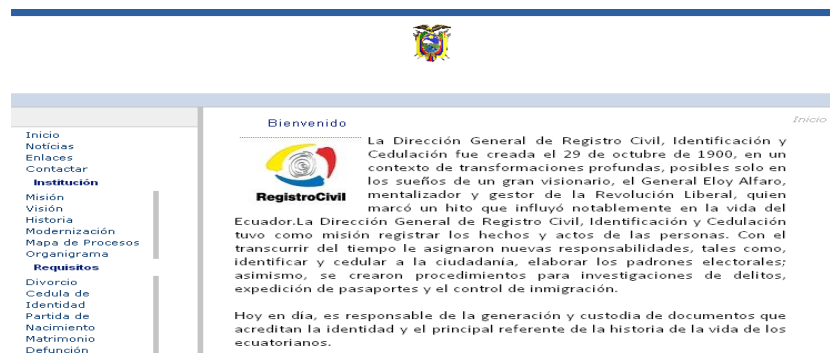 Inicio
Noticias
Enlaces
Contactar
Institución
Misión
Visión
Historia
Modernización
Mapa de Procesos
Organigrama
Requisitos
Divorcio
Cedula de
Identidad
Partida de
Nacimiento
Matrimonio
Defunción
Inicio
Bienvenido
RegistroCivil
La Dirección General de Registro Civil, Identificación y
Cedulación fue creada el 29 de octubre de 1900, en un
contexto de transformaciones profundas, posibles solo en
los sueños de un gran visionario, el General Eloy Alfaro,
mentalizador y gestor de la Revolución Liberal, quien
marcó un hito que influyó notablemente en la vida del
Ecuador.La Dirección General de Registro Civil, Identificación y Cedulación
tuvo como misión registrar los hechos y actos de las personas. Con el
transcurrir del tiempo le asignaron nuevas responsabilidades, tales como,
identificar y cedular a la ciudadanía, elaborar los padrones electorales;
asimismo, se crearon procedimientos para investigaciones de delitos,
expedición de pasaportes y el control de inmigración.
Hoy en día, es responsable de la generación y custodia de documentos que
acreditan la identidad y el principal referente de la historia de la vida de los
ecuatorianos.